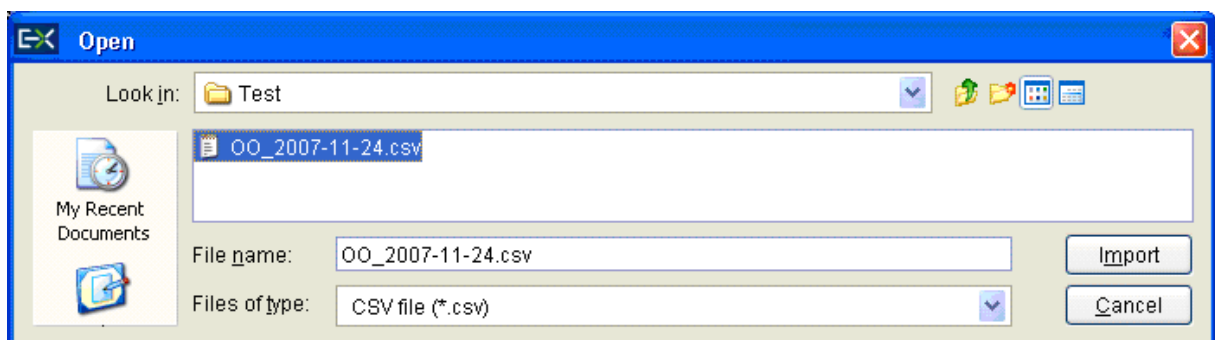 Open
Look in: Test
OO_2007-11-24.csv
My Recent
Documents
File name: OO_2007-11-24.csv Import
Files of type: CSV file (*.csv) Cancel